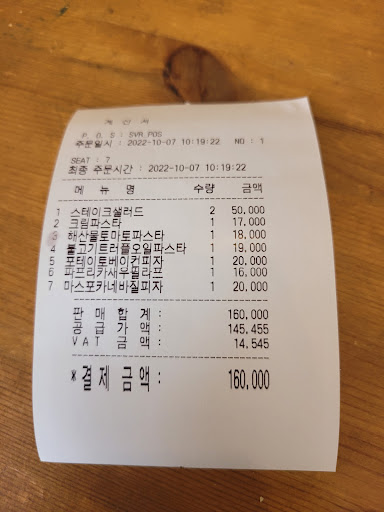 계 산 서
P. O. S : SVR_POS
주문일시 : 2022-10-07 10:19:22 NO : 1
SEAT : 7
최종 주문시간 : 2022-10-07 10:19:22
메 뉴 명 수량 금액
1 스테이크샐러드 2 50,000
2 크림파스타 1 17,000
3 해산물토마토파스타 1 18,000
4 불고기트러플오일파스타 1 19,000
5 포테이토베이컨피자 1 20,000
6 파프리카새우필라프 1 16,000
7 마스포카네바질피자 1 20,000
판 매 합 계 : 160,000
공 급 가 액 : 145,455
V A T 금 액 : 14,545
*결 제 금 액 : 160,000